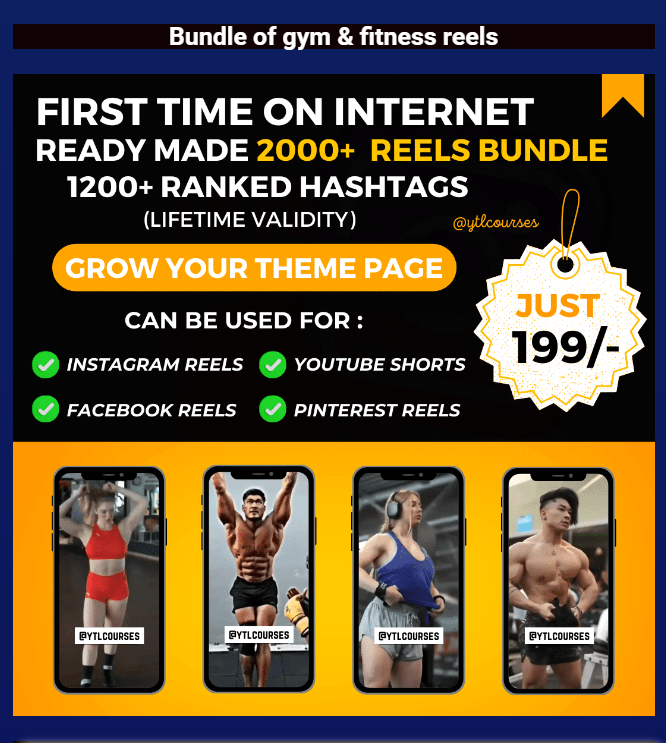 Bundle of gym & fitness reels
FIRST TIME ON INTERNET
READY MADE 2000+ REELS BUNDLE
1200+ RANKED HASHTAGS
(LIFETIME VALIDITY)
@ytlcourses
GROW YOUR THEME PAGE
JUST
199/-
CAN BE USED FOR :
INSTAGRAM REELS
YOUTUBE SHORTS
FACEBOOK REELS
PINTEREST REELS
@YTLCOURSES
@YTLCOURSES
@YTLCOURSES
@YTLCOURSES